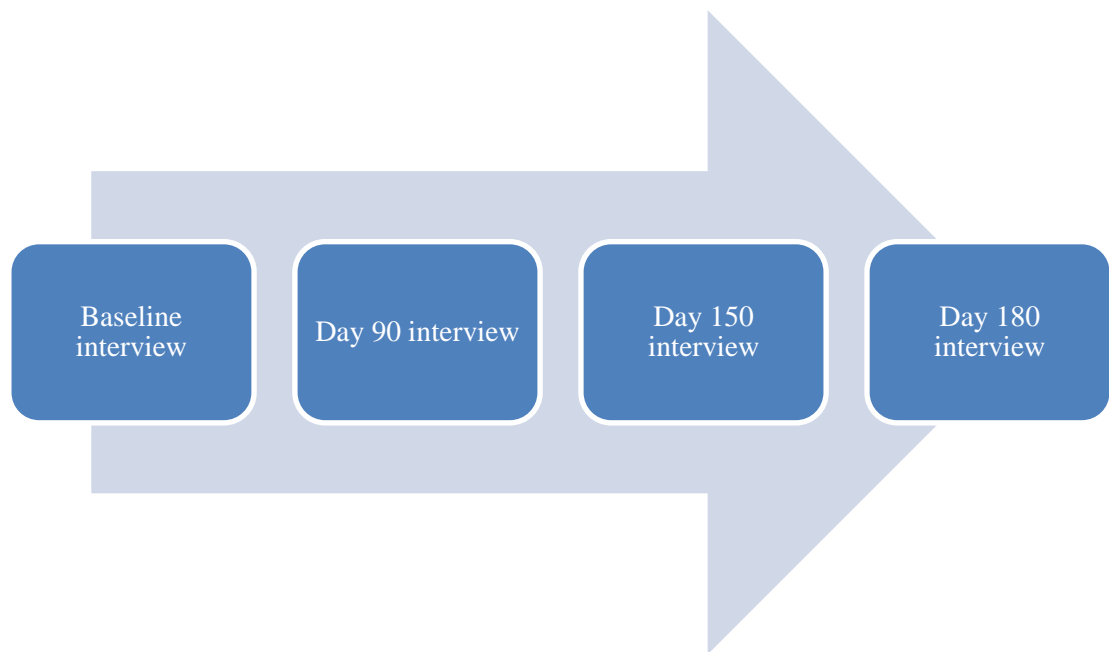 Baseline
interview
Day 90 interview
Day 150
interview
Day 180
interview